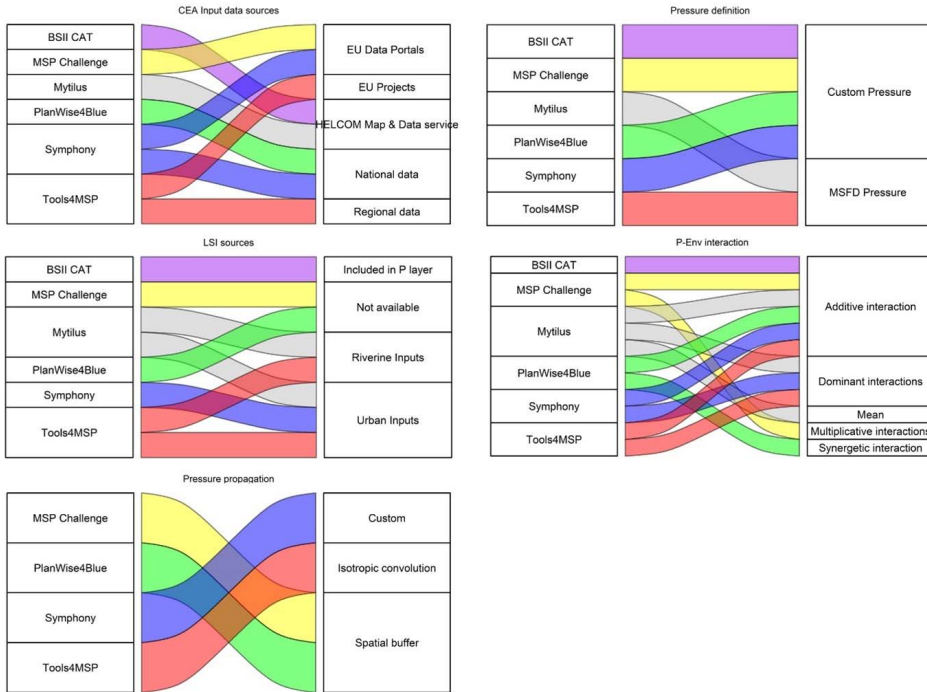 CEA Input data sources
BSII CAT
MSP Challenge
Mytilus
PlanWise4Blue
Symphony
Tools4MSP
EU Data Portals
EU Projects
HELCOM Map & Data service
National data
Regional data
Pressure definition
BSII CAT
MSP Challenge
Mytilus
PlanWise4Blue
Symphony
Tools4MSP
Custom Pressure
MSFD Pressure
LSI sources
BSII CAT
MSP Challenge
Mytilus
PlanWise4Blue
Symphony
Tools4MSP
Included in P layer
Not available
Riverine Inputs
Urban Inputs
P-Env interaction
BSII CAT
MSP Challenge
Mytilus
PlanWise4Blue
Symphony
Tools4MSP
Additive interaction
Dominant interactions
Mean
Multiplicative interactions
Synergetic interaction
Pressure propagation
MSP Challenge
PlanWise4Blue
Symphony
Tools4MSP
Custom
Isotropic convolution
Spatial buffer